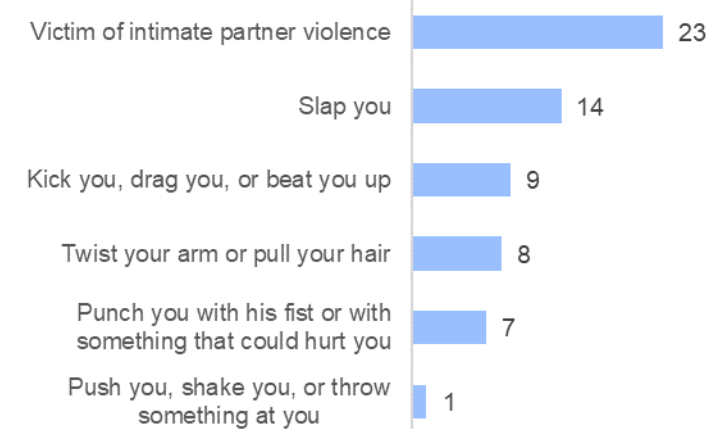 Victim of intimate partner violence 23
Slap you 14
Kick you, drag you, or beat you up 9
Twist your arm or pull your hair 8
Punch you with his fist or with
something that could hurt you 7
Push you, shake you, or throw
something at you 1